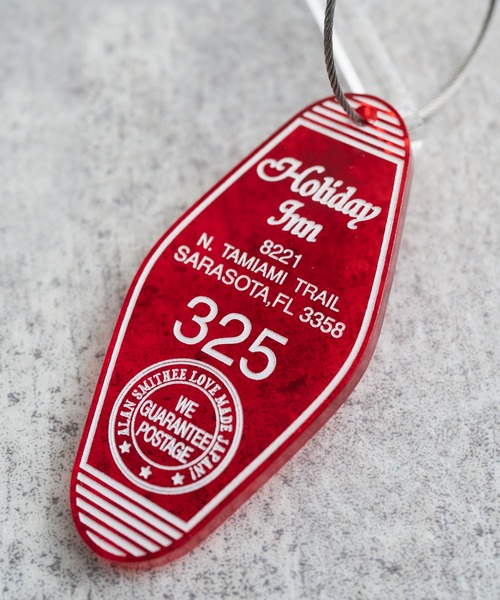 Holiday
Inn
8221
N. TAMIAMI TRAIL
SARASOTA,FL 3358
325
ALAN SMITHEE LOVE MADE JAPAN!
WE
GUARANTEE
POSTAGE